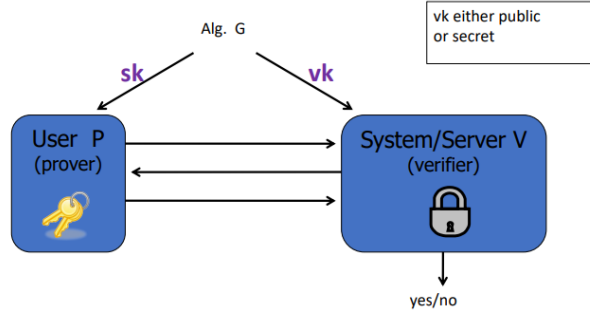 Alg. G
vk either public
or secret
sk
vk
User P
(prover)
System/Server V
(verifier)
yes/no